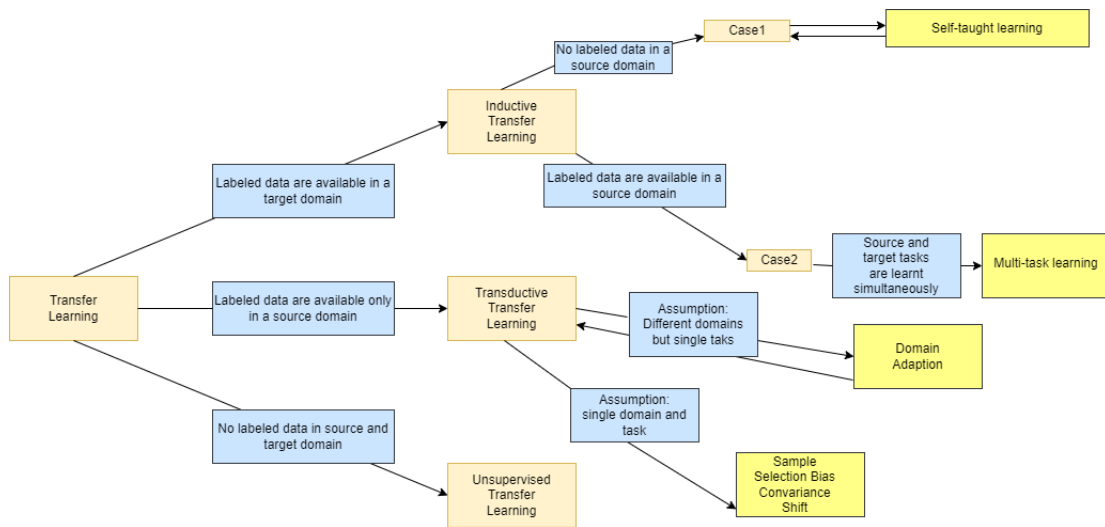 Case1
Self-taught learning
No labeled data in a
source domain
Inductive
Transfer
Learning
Labeled data are available in a
target domain
Labeled data are available in a
source domain
Case2
Source and
target tasks
are learnt
simultaneously
Multi-task learning
Transfer
Learning
Labeled data are available only
in a source domain
Transductive
Transfer
Learning
Assumption:
Different domains
but single taks
Domain
Adaption
Assumption:
single domain and
task
No labeled data in source and
target domain
Unsupervised
Transfer
Learning
Sample
Selection Bias
Convariance
Shift